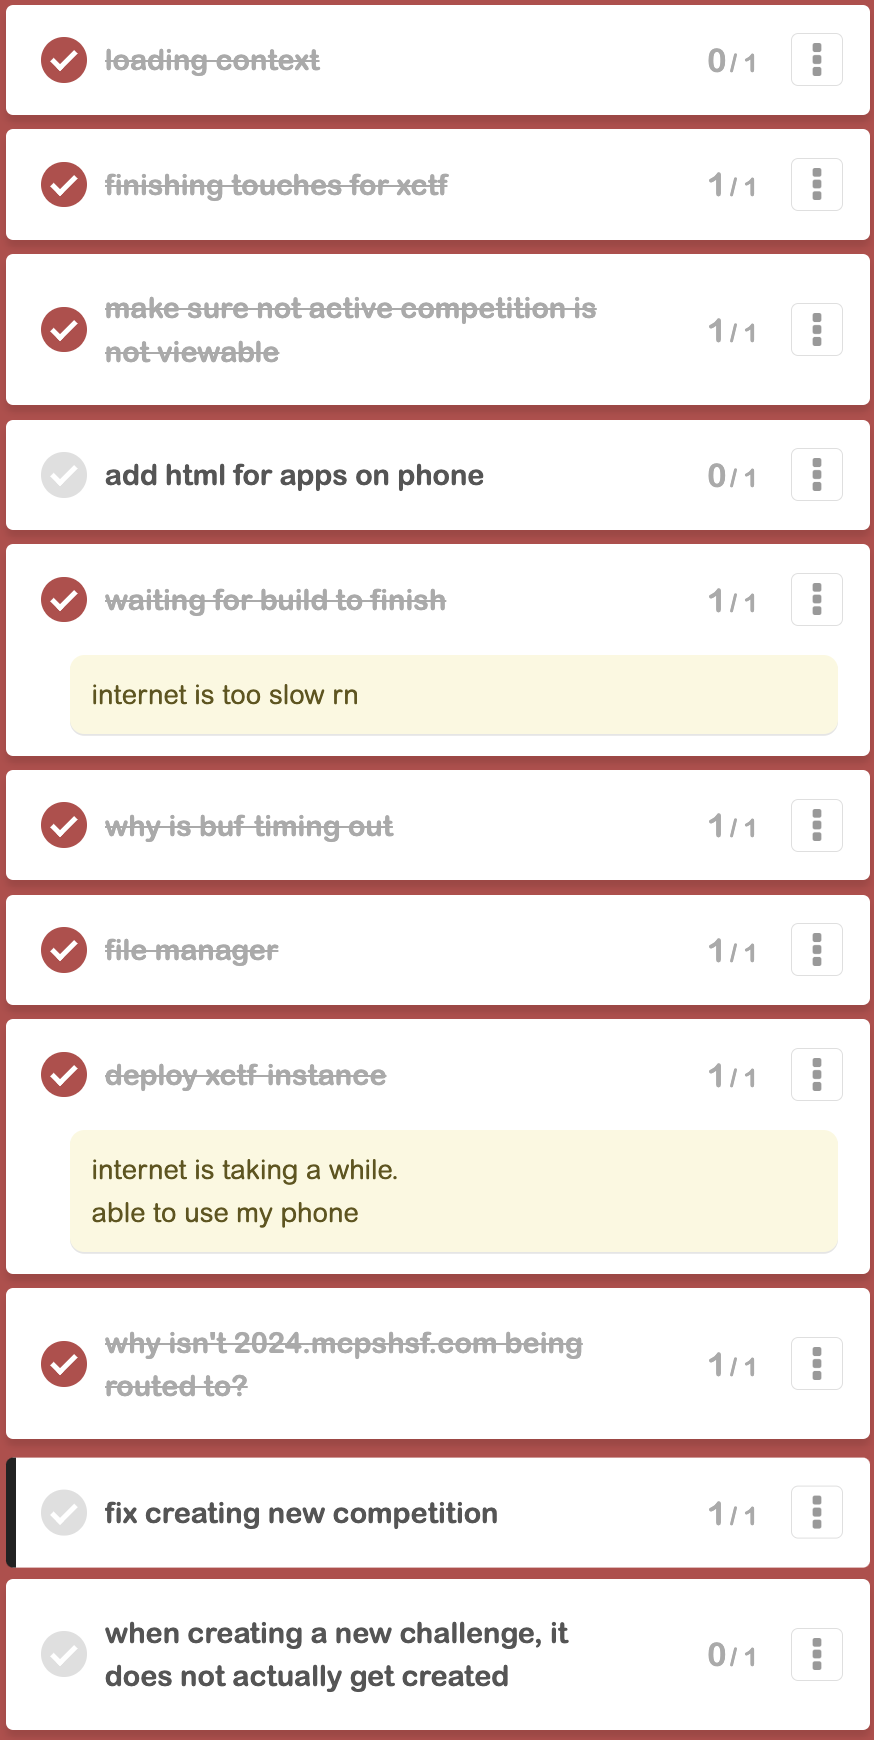 loading context
0 / 1
finishing touches for xctf
1 / 1
make sure not active competition is
not viewable
1 / 1
add html for apps on phone
0 / 1
waiting for build to finish
1 / 1
internet is too slow rn
why is buf timing out
1 / 1
file manager
1 / 1
deploy xctf instance
1 / 1
internet is taking a while.
able to use my phone
why isn't 2024.mcpshsf.com being
routed to?
1 / 1
fix creating new competition
1 / 1
when creating a new challenge, it
does not actually get created
0 / 1